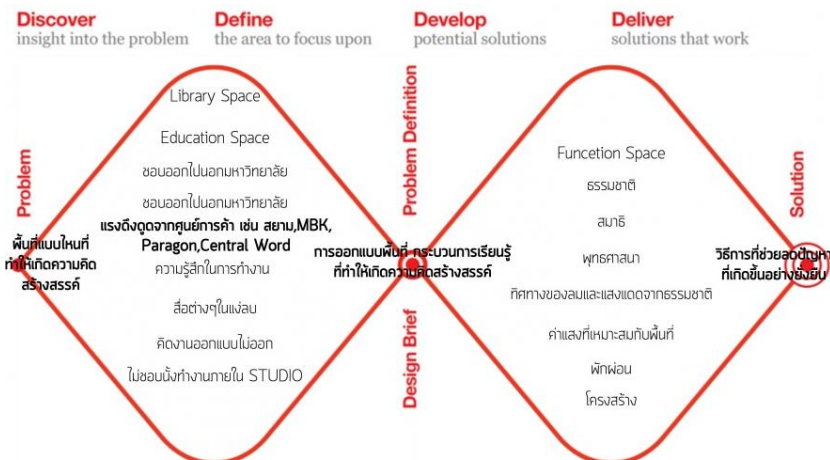 Discover
insight into the problem
Define
the area to focus upon
Develop
potential solutions
Deliver
solutions that work
Problem
พื้นที่แบบไหนที่
ทำให้เกิดความคิด
สร้างสรรค์
Library Space
Education Space
ชอบออกไปนอกมหาวิทยาลัย
ชอบออกไปนอกมหาวิทยาลัย
แรงดึงดูดจากศูนย์การค้า เช่น สยาม,MBK,
Paragon,Central Word
ความรู้สึกในการทำงาน
สื่อต่างๆในแง่ลบ
คิดงานออกแบบไม่ออก
ไม่ชอบนั้งทำงานภายใน STUDIO
Problem Definition
การออกแบบพื้นที่ กระบวนการเรียนรู้
ที่ทำให้เกิดความคิดสร้างสรรค์
Design Brief
Funcetion Space
ธรรมชาติ
สมาธิ
พุทธศาสนา
ทิศทางของลมและแสงแดดจากธรรมชาติ
ค่าแสงที่เหมาะสมกับพื้นที่
พักผ่อน
โครงสร้าง
Solution
วิธีการที่ช่วยลดปัญหา
ที่เกิดขึ้นอย่างยั่งยืน